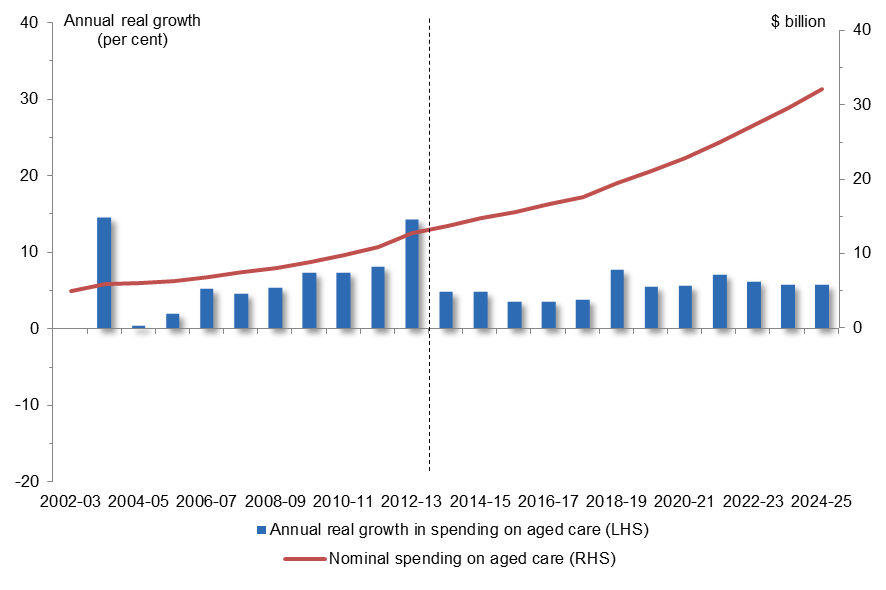 Annual real growth
(per cent)
$ billion
40
30
20
10
0
-10
-20
40
30
20
10
0
2002-03 2004-05 2006-07 2008-09 2010-11 2012-13 2014-15 2016-17 2018-19 2020-21 2022-23 2024-25
Annual real growth in spending on aged care (LHS)
Nominal spending on aged care (RHS)